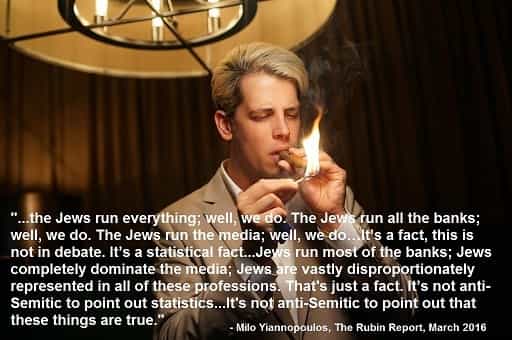 "...the Jews run everything; well, we do. The Jews run all the banks;
well, we do. The Jews run the media; well, we do...It's a fact, this is
not in debate. It's a statistical fact...Jews run most of the banks; Jews
completely dominate the media; Jews are vastly disproportionately
represented in all of these professions. That's just a fact. It's not anti-
Semitic to point out statistics...It's not anti-Semitic to point out that
these things are true."
- Milo Yiannopoulos, The Rubin Report, March 2016